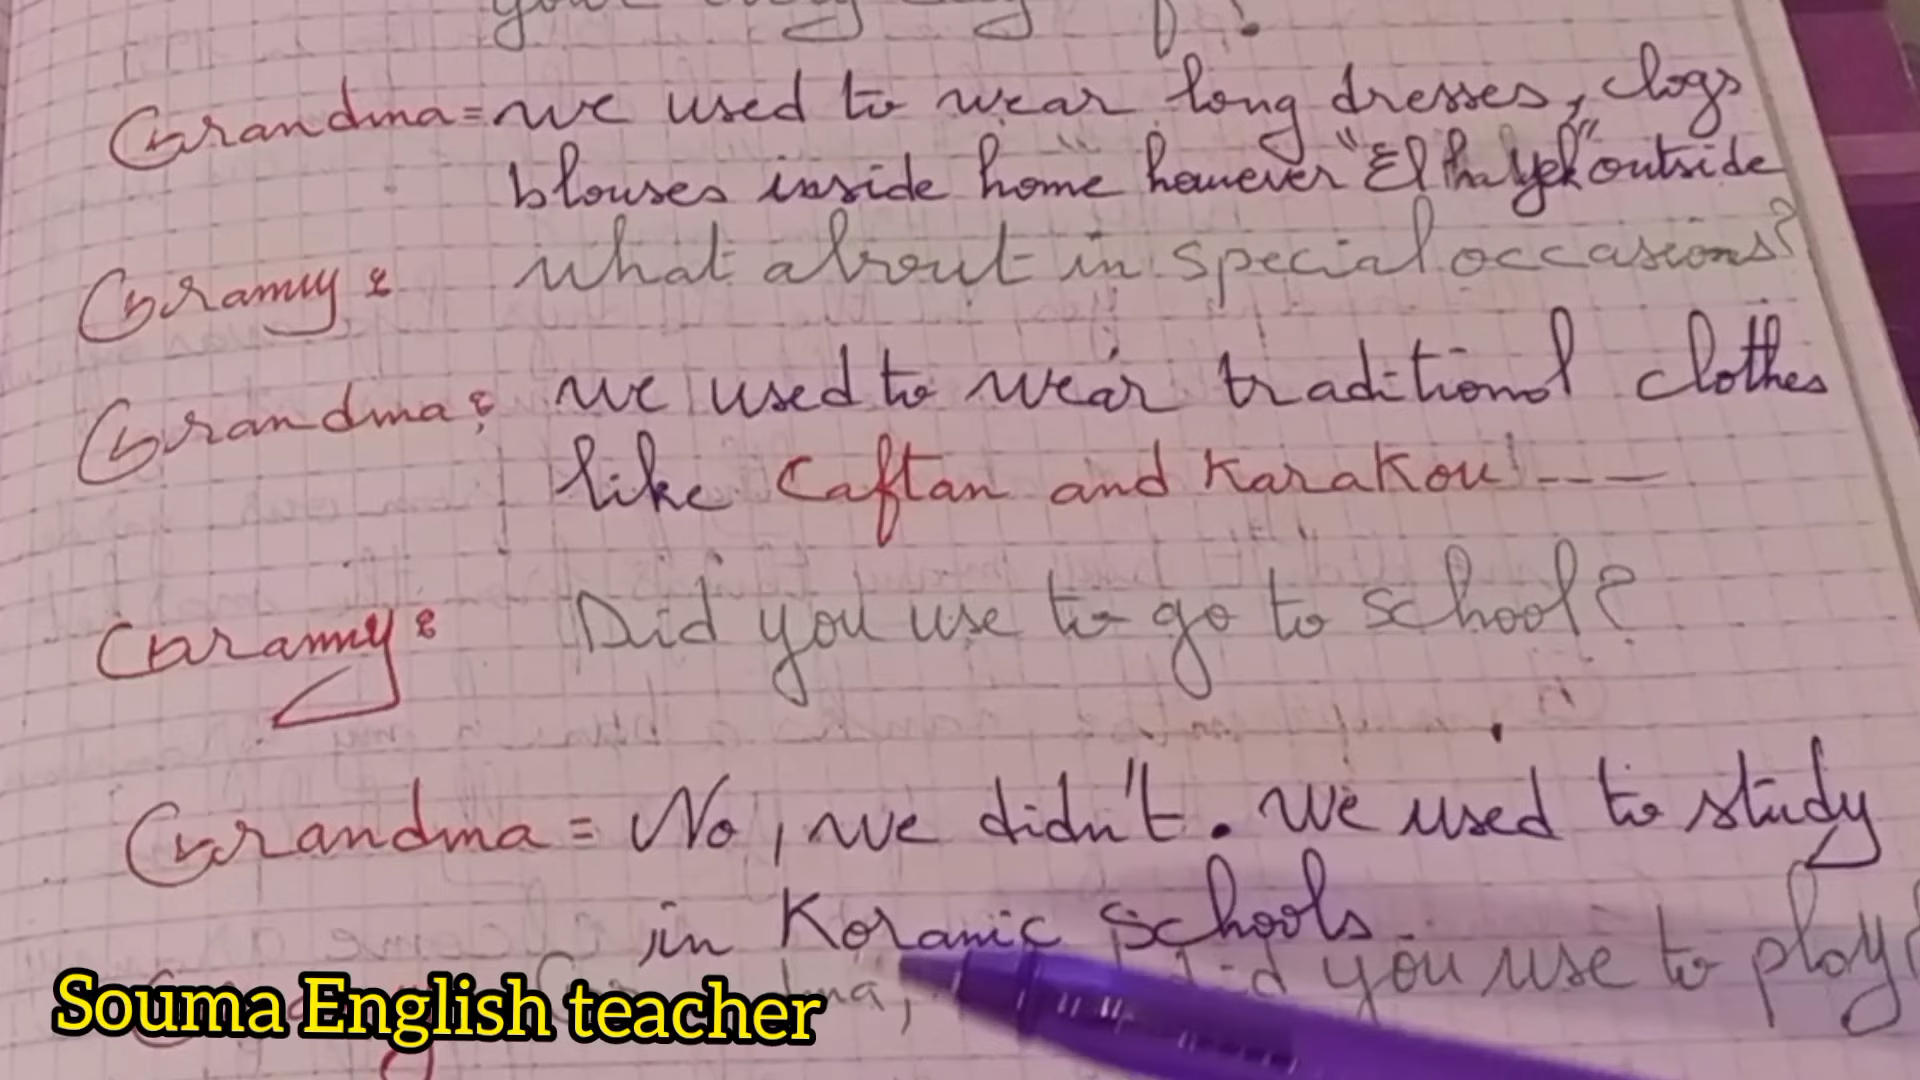 Grandma = we used to wear long dresses, clogs
blouses inside home however "El hayek" outside
Granny: what about in special occasions?
Grandma: we used to wear traditional clothes
like Caftan and Karakou ---
Granny: Did you use to go to school?
Grandma = No, we didn't. We used to study
in Koranic schools
you use to play?
Souma English teacher